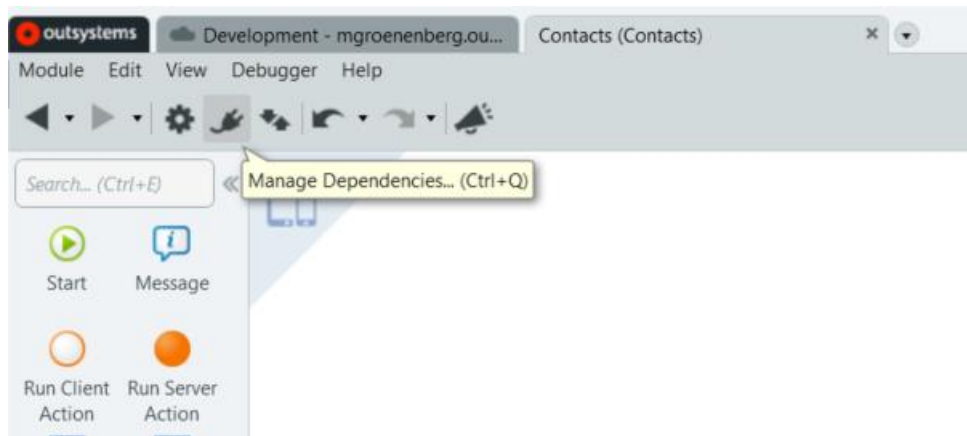 outsystems
Development - mgroenenberg.ou...
Contacts (Contacts)
Module Edit View Debugger Help
Search... (Ctrl+E)
Manage Dependencies... (Ctrl+Q)
Start
Message
Run Client
Action
Run Server
Action